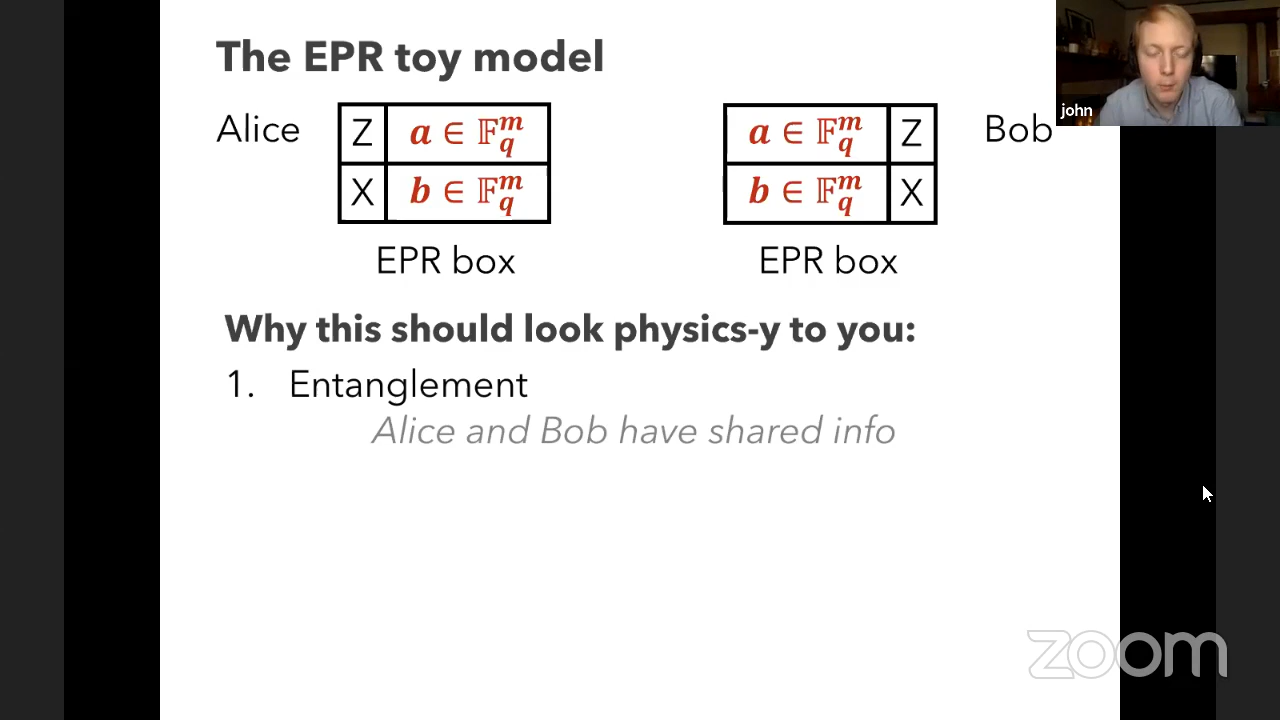 The EPR toy model
john
Alice
Z
a ∈ 𝔽_q^m
a ∈ 𝔽_q^m
Z
Bob
X
b ∈ 𝔽_q^m
b ∈ 𝔽_q^m
X
EPR box
EPR box
Why this should look physics-y to you:
1. Entanglement
Alice and Bob have shared info
zoom